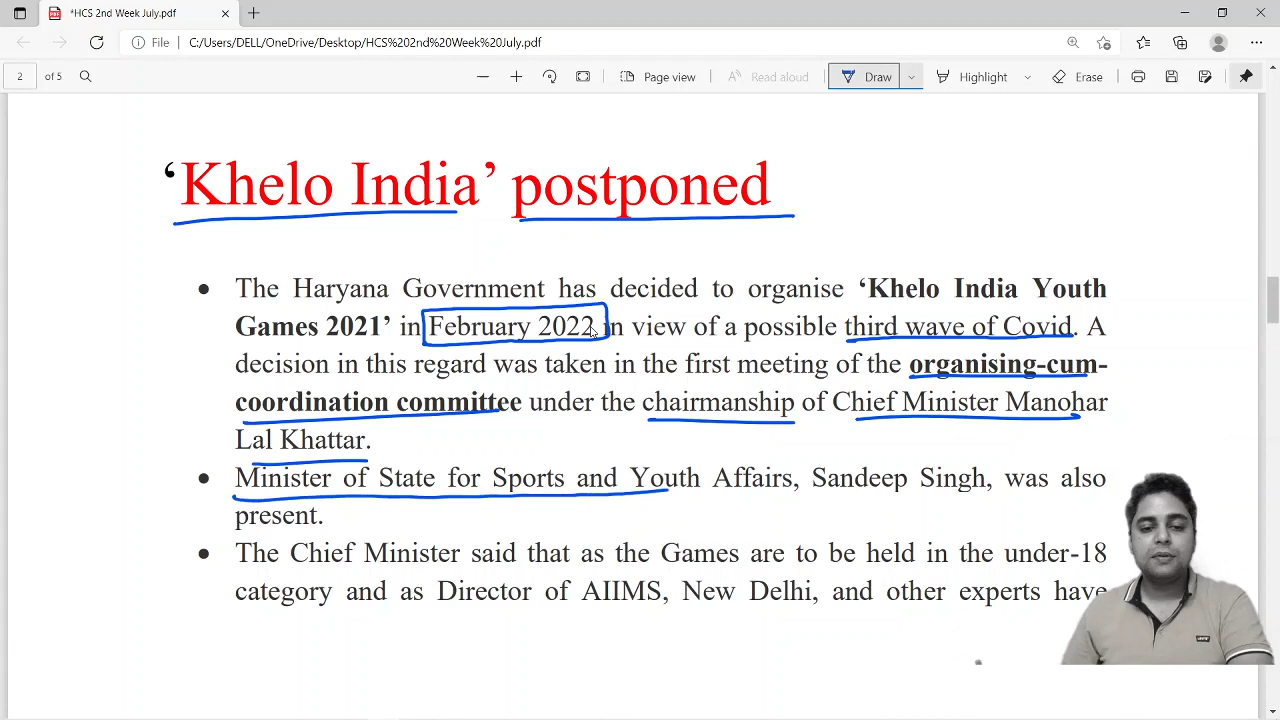 *HCS 2nd Week July.pdf
File C:/Users/DELL/OneDrive/Desktop/HCS%202nd%20Week%20July.pdf
2 of 5 Page view Read aloud Draw Highlight Erase
‘Khelo India’ postponed
• The Haryana Government has decided to organise ‘Khelo India Youth
Games 2021’ in February 2022 in view of a possible third wave of Covid. A
decision in this regard was taken in the first meeting of the organising-cum-
coordination committee under the chairmanship of Chief Minister Manohar
Lal Khattar.
• Minister of State for Sports and Youth Affairs, Sandeep Singh, was also
present.
• The Chief Minister said that as the Games are to be held in the under-18
category and as Director of AIIMS, New Delhi, and other experts have